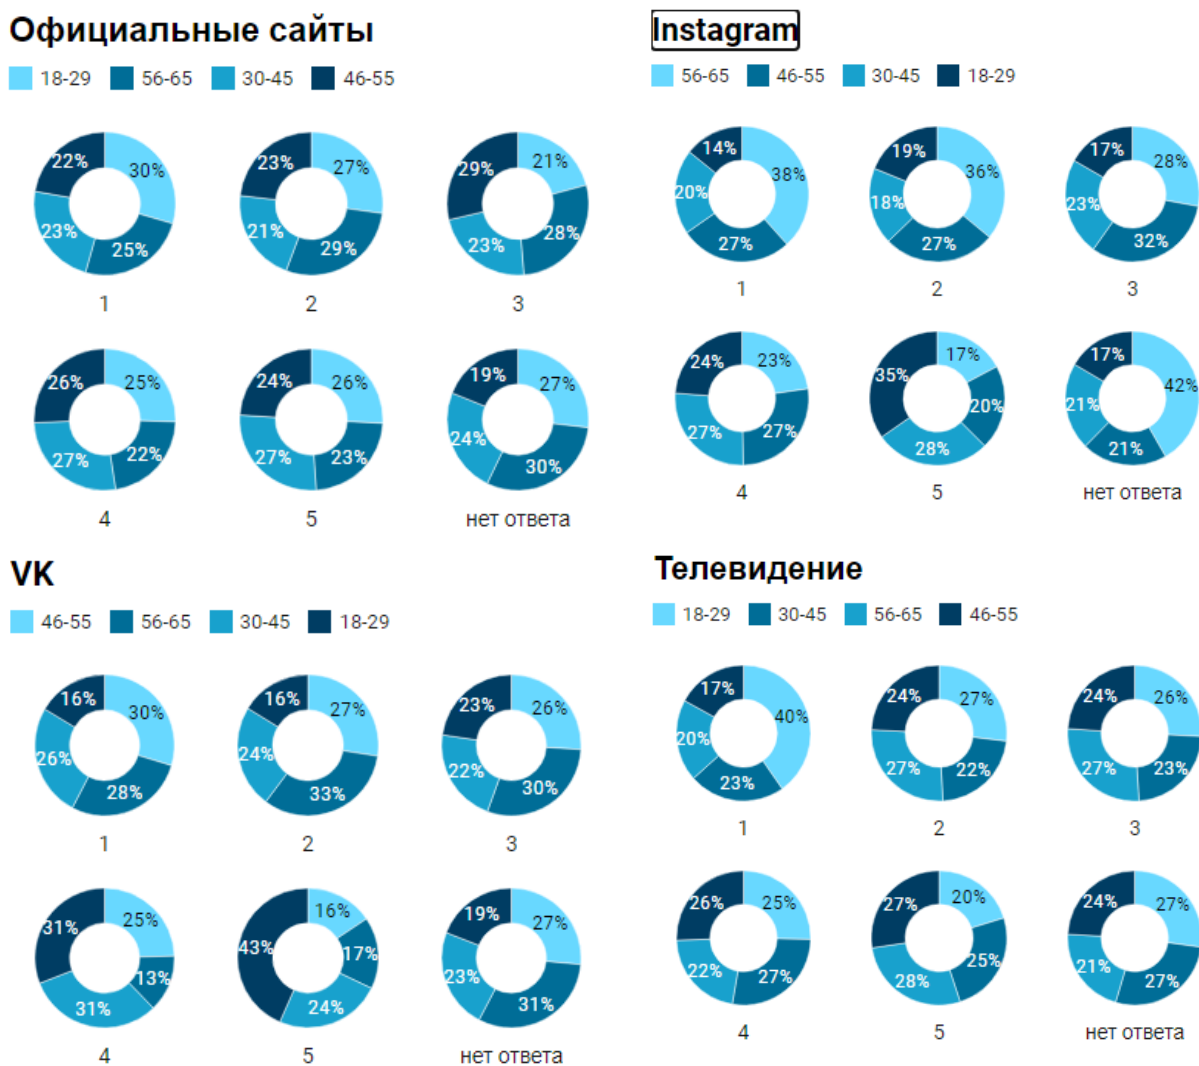 Официальные сайты
18-29 56-65 30-45 46-55
22% 30% 23% 25%
1
23% 27% 21% 29%
2
29% 21% 23% 28%
3
26% 25% 27% 22%
4
24% 26% 27% 23%
5
19% 27% 24% 30%
нет ответа
Instagram
56-65 46-55 30-45 18-29
14% 38% 20% 27%
1
19% 36% 18% 27%
2
17% 28% 23% 32%
3
24% 23% 27% 27%
4
35% 17% 20% 28%
5
17% 42% 21% 21%
нет ответа
VK
46-55 56-65 30-45 18-29
16% 30% 26% 28%
1
16% 27% 24% 33%
2
23% 26% 22% 30%
3
31% 25% 13% 31%
4
43% 16% 17% 24%
5
19% 27% 23% 31%
нет ответа
Телевидение
18-29 30-45 56-65 46-55
17% 40% 20% 23%
1
24% 27% 27% 22%
2
24% 26% 27% 23%
3
26% 25% 22% 27%
4
27% 20% 25% 28%
5
24% 27% 21% 27%
нет ответа